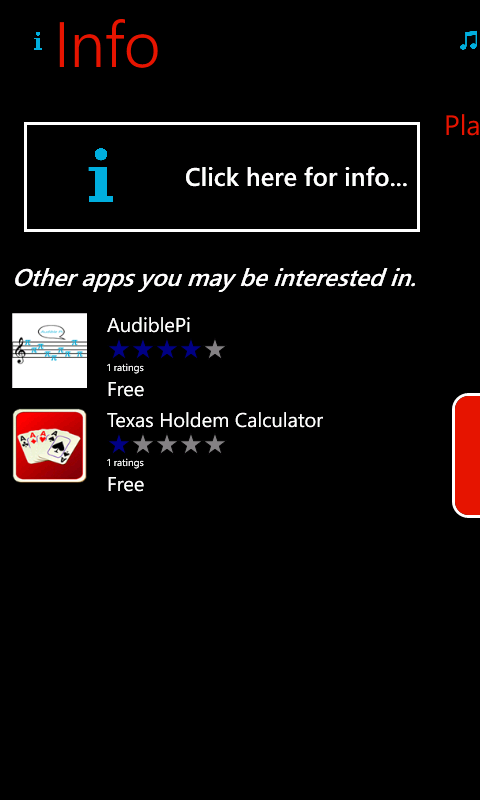 Info
Pla
Click here for info...
Other apps you may be interested in.
AudiblePi
1 ratings
Free
Texas Holdem Calculator
1 ratings
Free